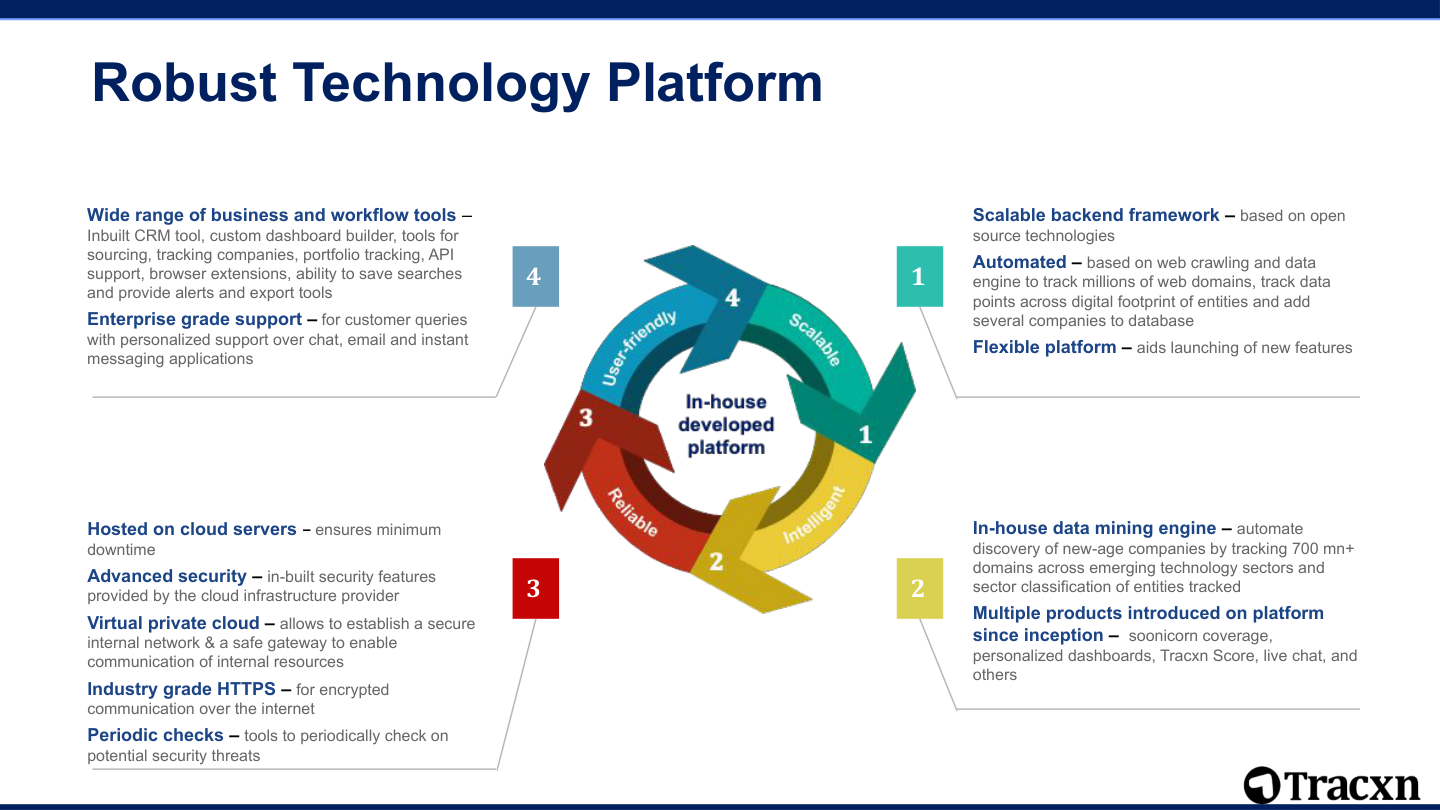 Robust Technology Platform
Wide range of business and workflow tools –
Inbuilt CRM tool, custom dashboard builder, tools for
sourcing, tracking companies, portfolio tracking, API
support, browser extensions, ability to save searches
and provide alerts and export tools
Enterprise grade support – for customer queries
with personalized support over chat, email and instant
messaging applications
4
1
Scalable backend framework – based on open
source technologies
Automated – based on web crawling and data
engine to track millions of web domains, track data
points across digital footprint of entities and add
several companies to database
Flexible platform – aids launching of new features
4
User-friendly
Scalable
3
In-house
developed
platform
1
Reliable
Intelligent
2
Hosted on cloud servers – ensures minimum
downtime
Advanced security – in-built security features
provided by the cloud infrastructure provider
Virtual private cloud – allows to establish a secure
internal network & a safe gateway to enable
communication of internal resources
Industry grade HTTPS – for encrypted
communication over the internet
Periodic checks – tools to periodically check on
potential security threats
3
2
In-house data mining engine – automate
discovery of new-age companies by tracking 700 mn+
domains across emerging technology sectors and
sector classification of entities tracked
Multiple products introduced on platform
since inception – soonicorn coverage,
personalized dashboards, Tracxn Score, live chat, and
others
Tracxn